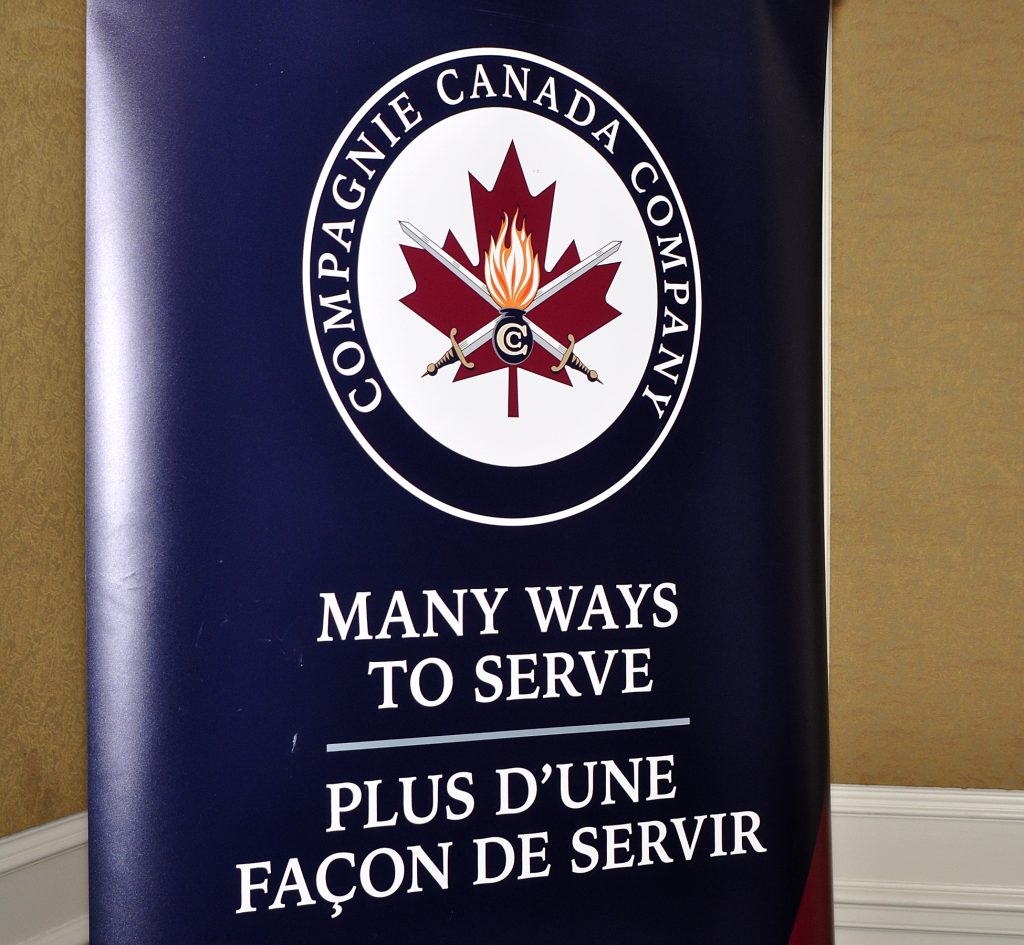 COMPAGNIE CANADA COMPANY
CC
MANY WAYS
TO SERVE
PLUS D’UNE
FAÇON DE SERVIR